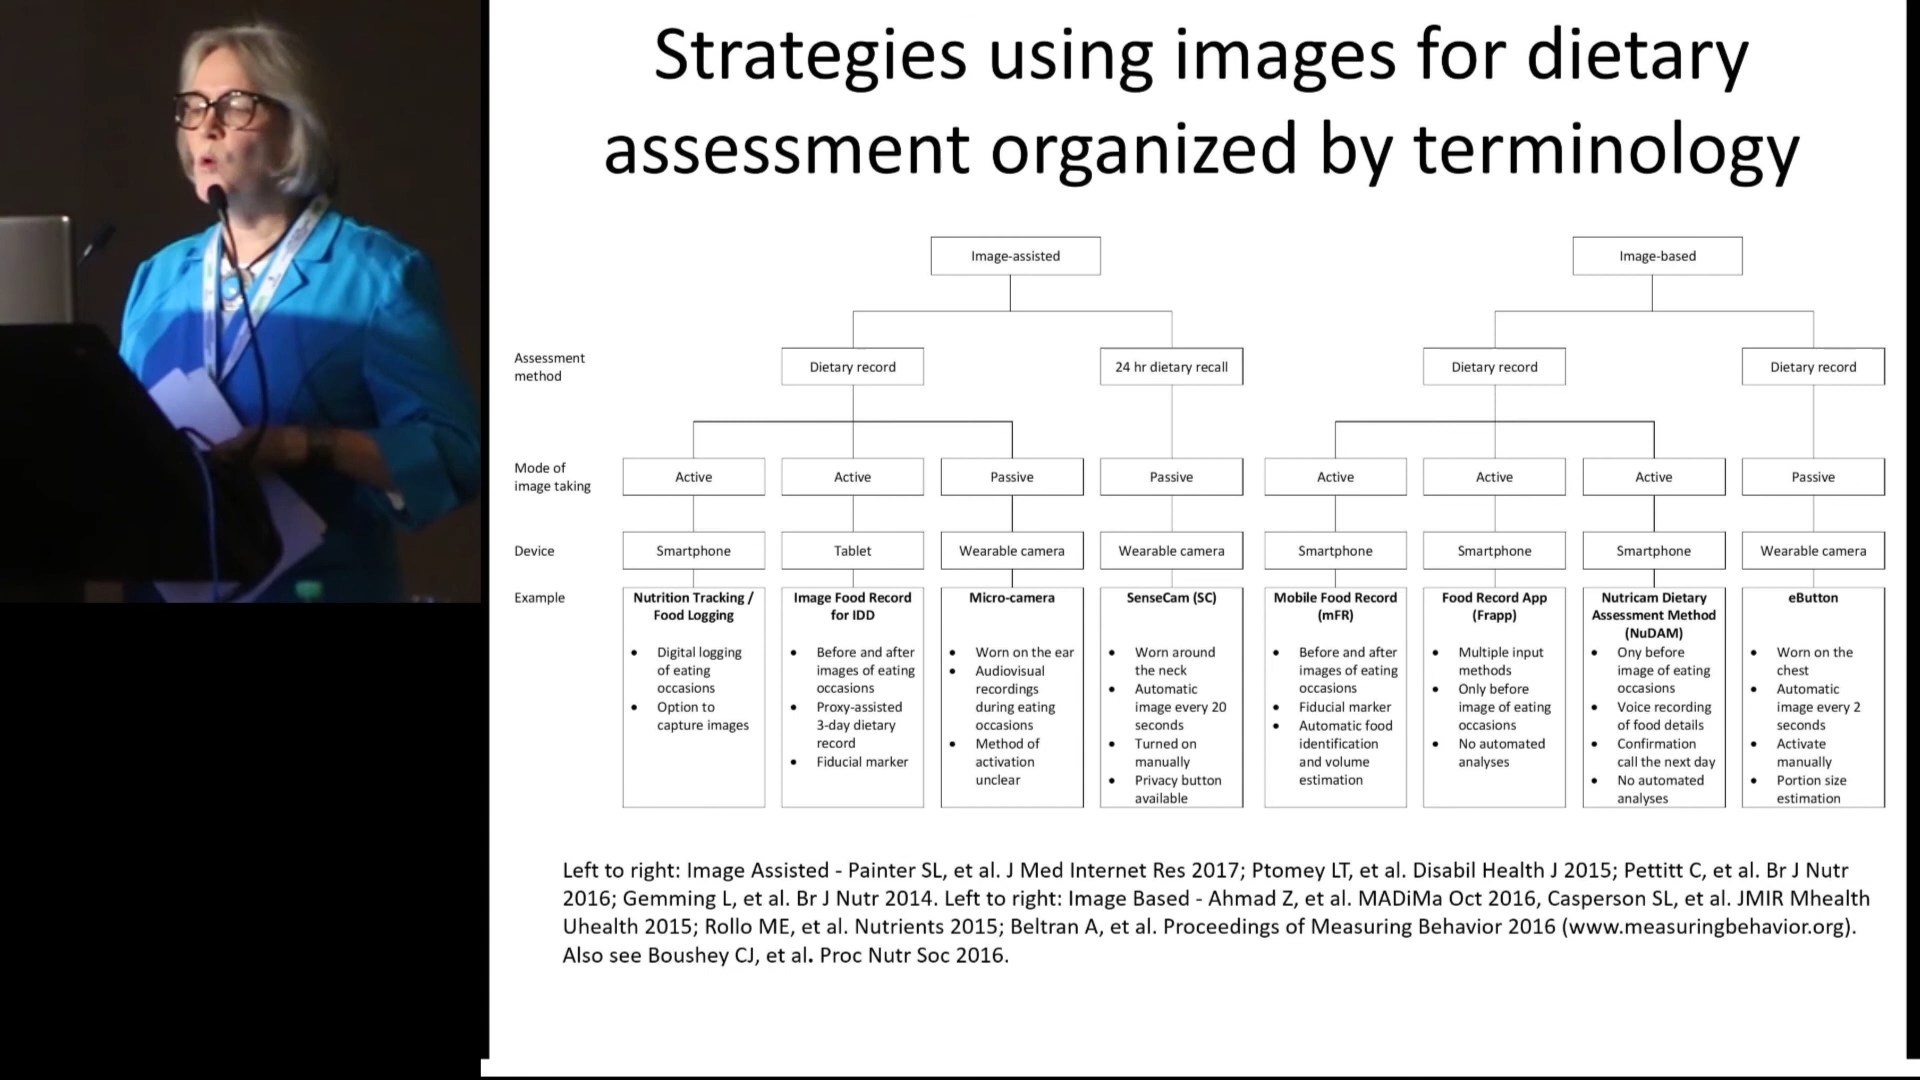 Strategies using images for dietary
assessment organized by terminology
Image-assisted
Image-based
Assessment
method
Dietary record
24 hr dietary recall
Dietary record
Dietary record
Mode of
image taking
Active
Active
Passive
Passive
Active
Active
Active
Passive
Device
Smartphone
Tablet
Wearable camera
Wearable camera
Smartphone
Smartphone
Smartphone
Wearable camera
Example
Nutrition Tracking /
Food Logging
• Digital logging
of eating
occasions
• Option to
capture images
Image Food Record
for IDD
• Before and after
images of eating
occasions
• Proxy-assisted
3-day dietary
record
• Fiducial marker
Micro-camera
• Worn on the ear
• Audiovisual
recordings
during eating
occasions
• Method of
activation
unclear
SenseCam (SC)
• Worn around
the neck
• Automatic
image every 20
seconds
• Turned on
manually
• Privacy button
available
Mobile Food Record
(mFR)
• Before and after
images of eating
occasions
• Fiducial marker
• Automatic food
identification
and volume
estimation
Food Record App
(Frapp)
• Multiple input
methods
• Only before
image of eating
occasions
• No automated
analyses
Nutricam Dietary
Assessment Method
(NuDAM)
• Ony before
image of eating
occasions
• Voice recording
of food details
• Confirmation
call the next day
• No automated
analyses
eButton
• Worn on the
chest
• Automatic
image every 2
seconds
• Activate
manually
• Portion size
estimation
Left to right: Image Assisted - Painter SL, et al. J Med Internet Res 2017; Ptomey LT, et al. Disabil Health J 2015; Pettitt C, et al. Br J Nutr
2016; Gemming L, et al. Br J Nutr 2014. Left to right: Image Based - Ahmad Z, et al. MADiMa Oct 2016, Casperson SL, et al. JMIR Mhealth
Uhealth 2015; Rollo ME, et al. Nutrients 2015; Beltran A, et al. Proceedings of Measuring Behavior 2016 (www.measuringbehavior.org).
Also see Boushey CJ, et al. Proc Nutr Soc 2016.